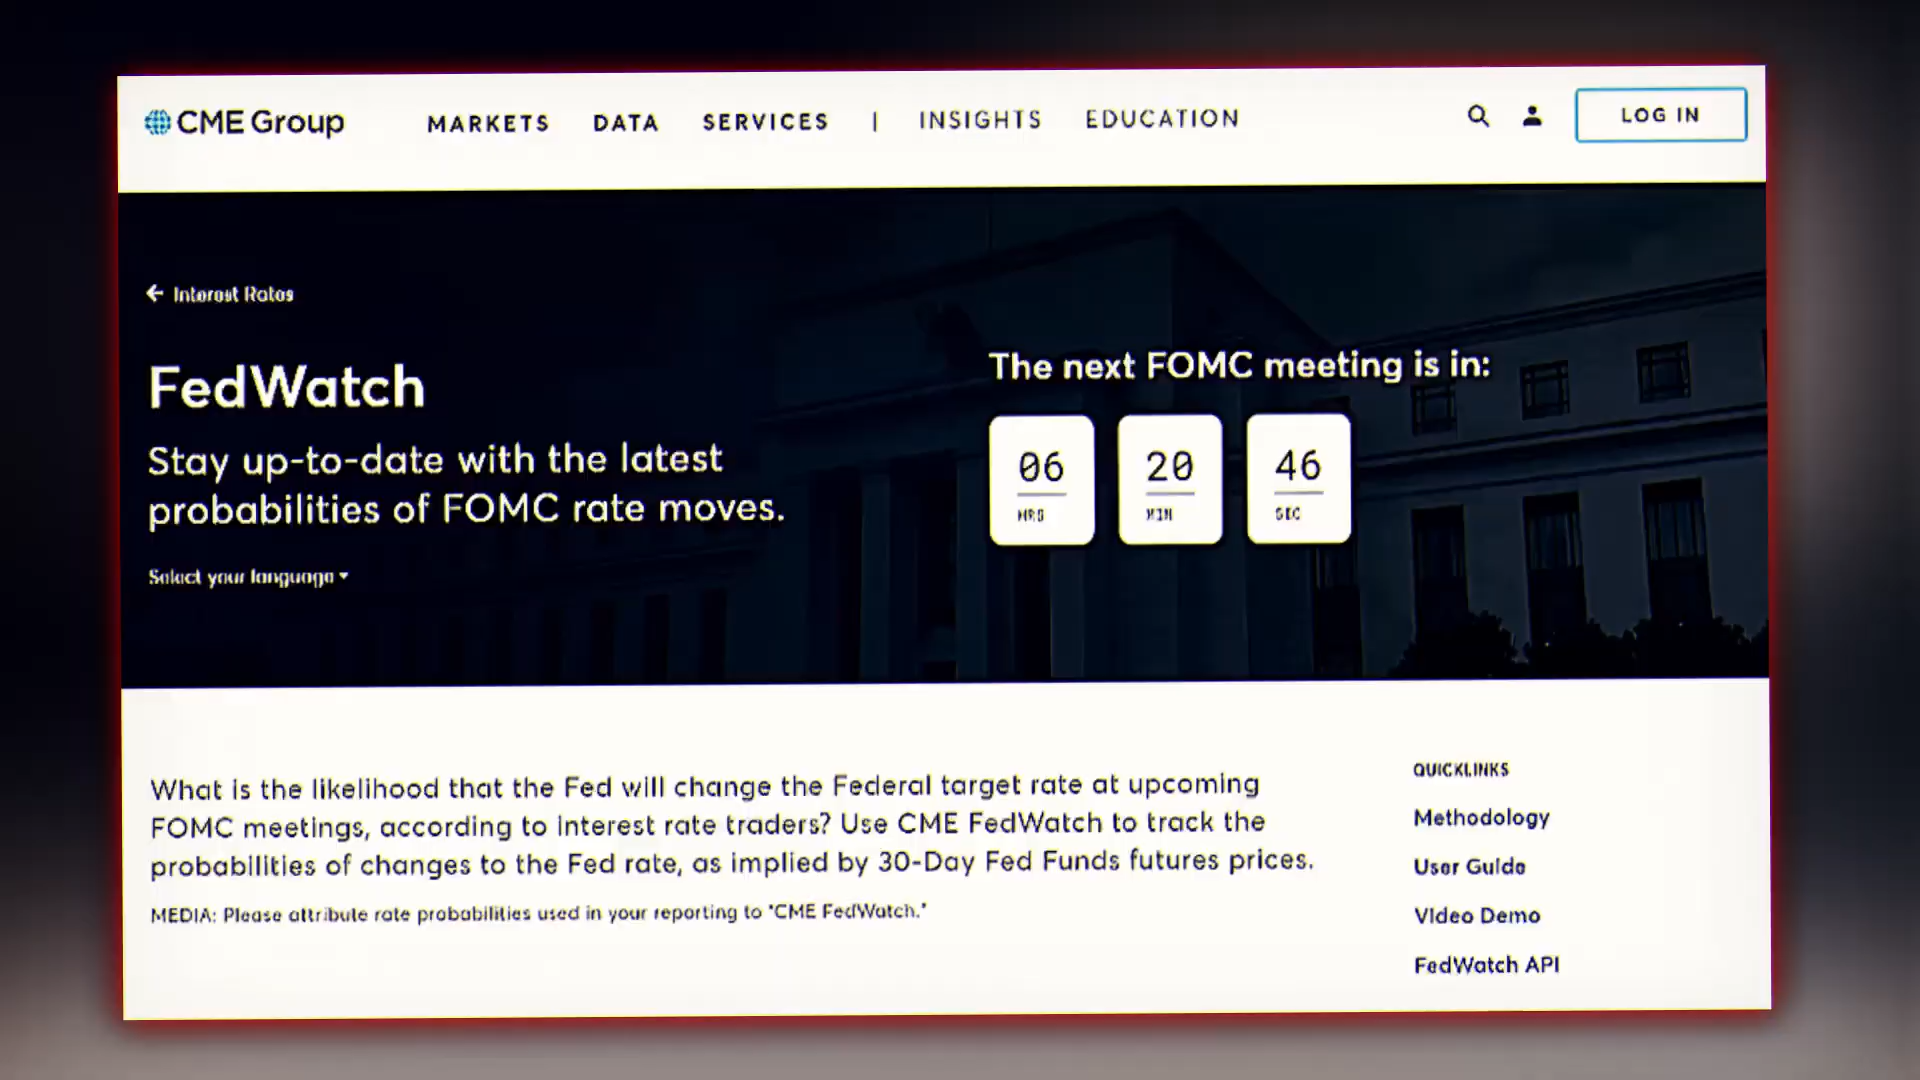 CME Group
MARKETS DATA SERVICES | INSIGHTS EDUCATION
LOG IN
← Interest Rates
FedWatch
Stay up-to-date with the latest
probabilities of FOMC rate moves.
Select your language
The next FOMC meeting is in:
06 20 46
HRS MIN SEC
What is the likelihood that the Fed will change the Federal target rate at upcoming
FOMC meetings, according to interest rate traders? Use CME FedWatch to track the
probabilities of changes to the Fed rate, as implied by 30-Day Fed Funds futures prices.
MEDIA: Please attribute rate probabilities used in your reporting to "CME FedWatch."
QUICKLINKS
Methodology
User Guide
Video Demo
FedWatch API